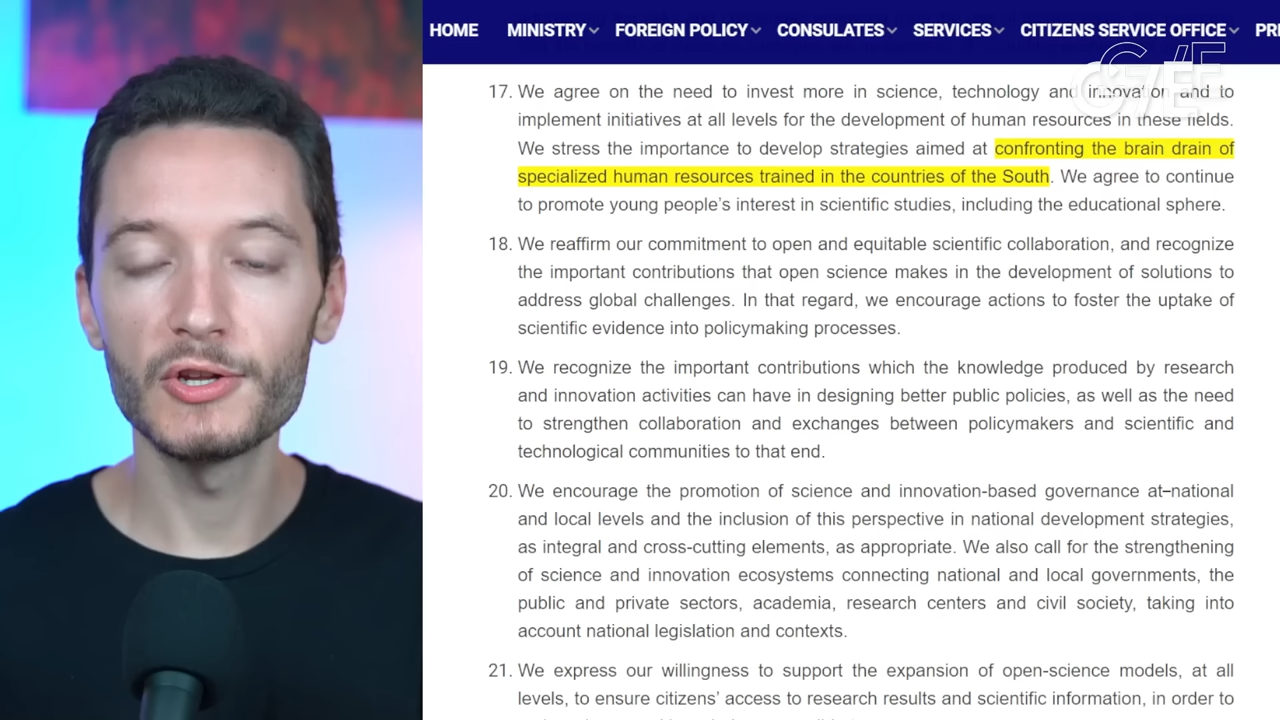 HOME MINISTRY FOREIGN POLICY CONSULATES SERVICES CITIZENS SERVICE OFFICE
17. We agree on the need to invest more in science, technology and innovation and to
implement initiatives at all levels for the development of human resources in these fields.
We stress the importance to develop strategies aimed at confronting the brain drain of
specialized human resources trained in the countries of the South. We agree to continue
to promote young people’s interest in scientific studies, including the educational sphere.
18. We reaffirm our commitment to open and equitable scientific collaboration, and recognize
the important contributions that open science makes in the development of solutions to
address global challenges. In that regard, we encourage actions to foster the uptake of
scientific evidence into policymaking processes.
19. We recognize the important contributions which the knowledge produced by research
and innovation activities can have in designing better public policies, as well as the need
to strengthen collaboration and exchanges between policymakers and scientific and
technological communities to that end.
20. We encourage the promotion of science and innovation-based governance at–national
and local levels and the inclusion of this perspective in national development strategies,
as integral and cross-cutting elements, as appropriate. We also call for the strengthening
of science and innovation ecosystems connecting national and local governments, the
public and private sectors, academia, research centers and civil society, taking into
account national legislation and contexts.
21. We express our willingness to support the expansion of open-science models, at all
levels, to ensure citizens’ access to research results and scientific information, in order to